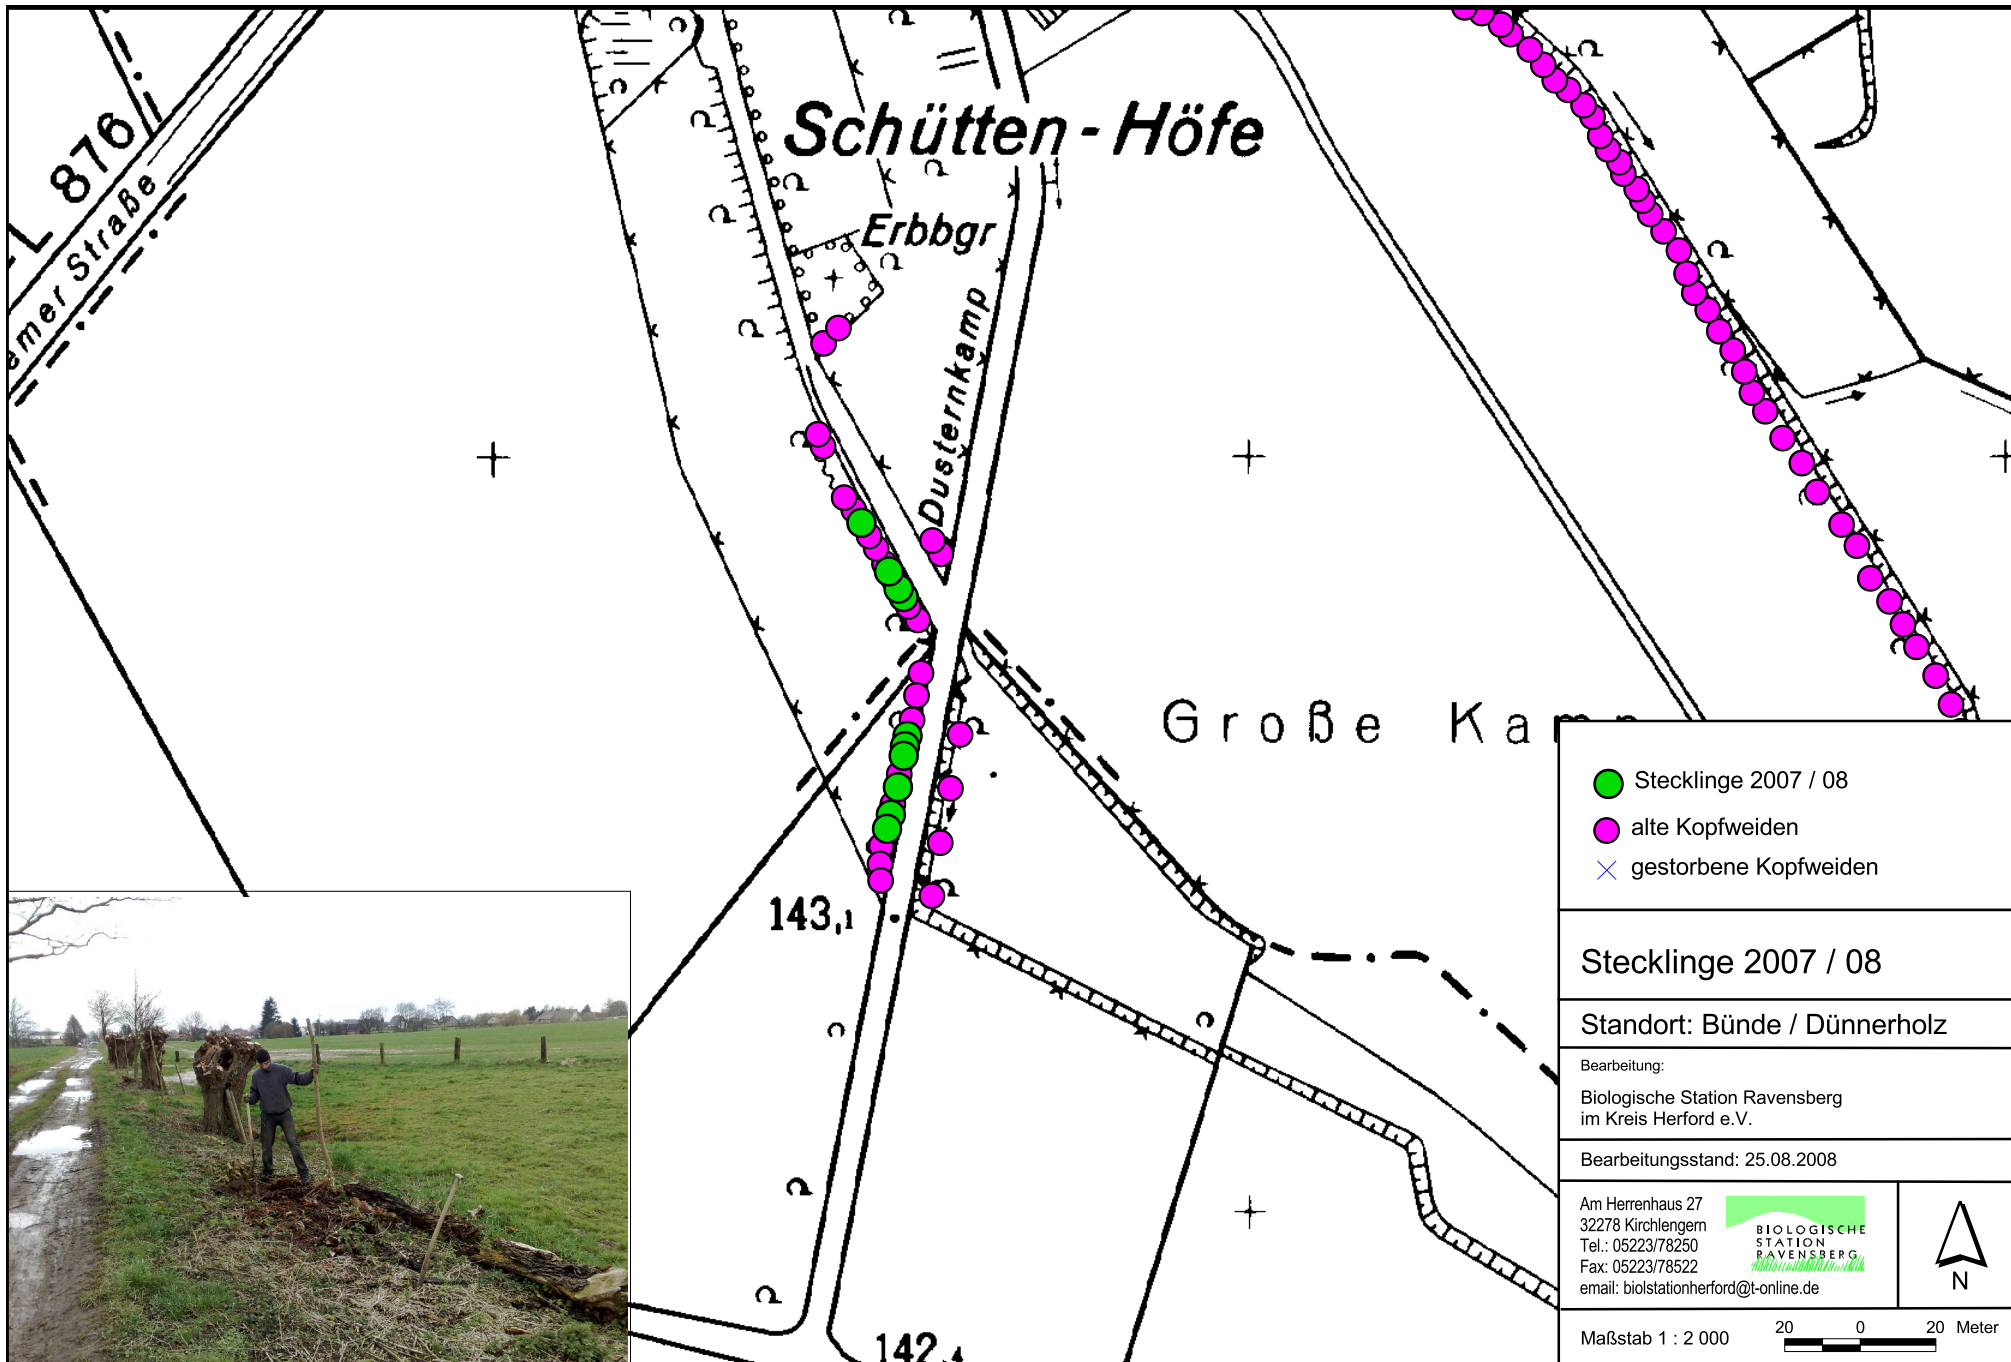 L 876
emer Straße
Schütten-Höfe
Erbbgr
Dusternkamp
Große Kamp
143,1
142,4
Stecklinge 2007 / 08
alte Kopfweiden
gestorbene Kopfweiden
Stecklinge 2007 / 08
Standort: Bünde / Dünnerholz
Bearbeitung:
Biologische Station Ravensberg
im Kreis Herford e.V.
Bearbeitungsstand: 25.08.2008
Am Herrenhaus 27
32278 Kirchlengern
Tel.: 05223/78250
Fax: 05223/78522
email: biolstationherford@t-online.de
BIOLOGISCHE
STATION
RAVENSBERG
N
Maßstab 1 : 2 000
20 0 20 Meter